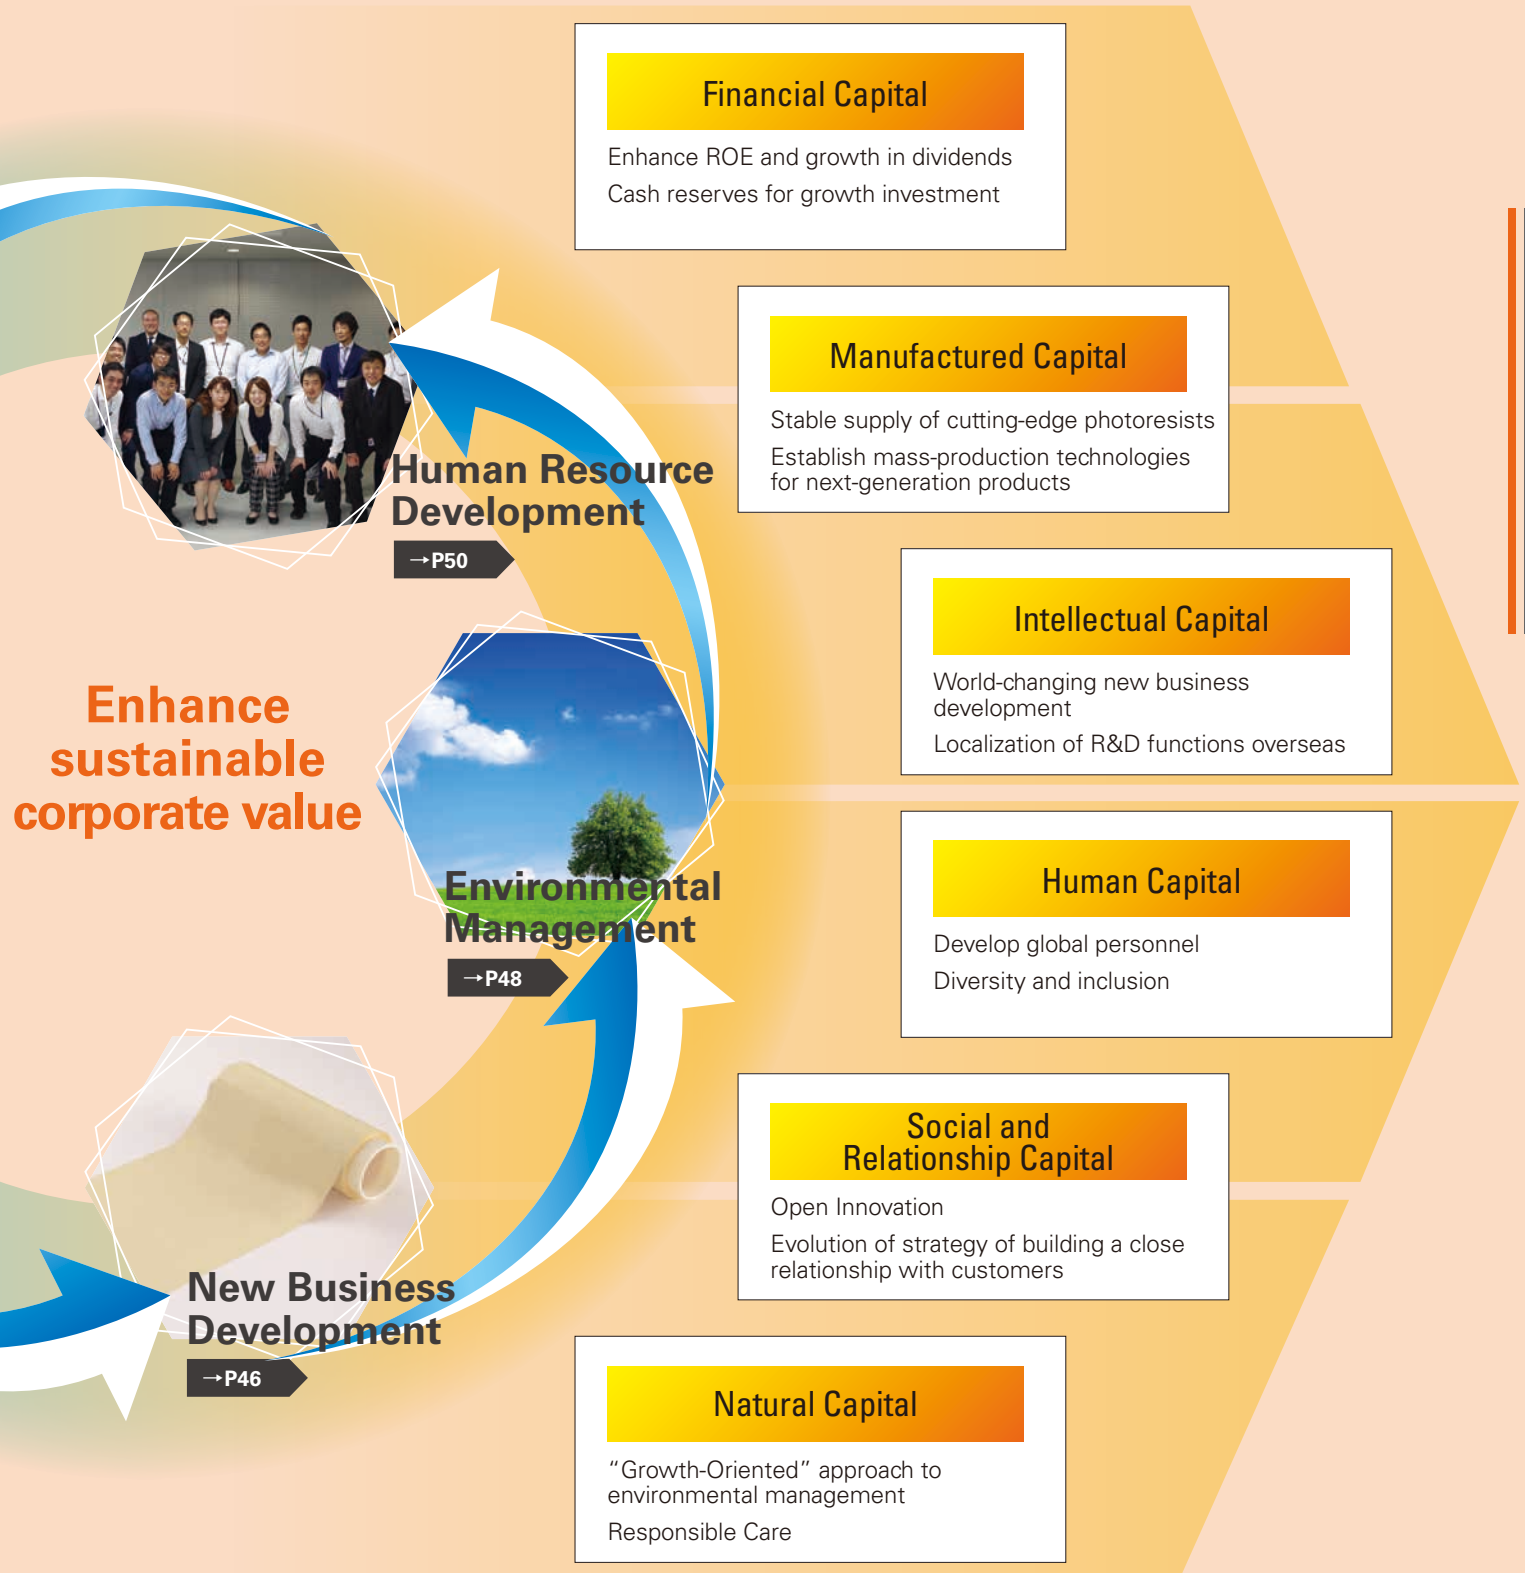 Financial Capital
Enhance ROE and growth in dividends
Cash reserves for growth investment
Manufactured Capital
Stable supply of cutting-edge photoresists
Establish mass-production technologies
for next-generation products
Human Resource
Development
→P50
Intellectual Capital
World-changing new business
development
Localization of R&D functions overseas
Enhance
sustainable
corporate value
Environmental
Management
→P48
Human Capital
Develop global personnel
Diversity and inclusion
Social and
Relationship Capital
Open Innovation
Evolution of strategy of building a close
relationship with customers
New Business
Development
→P46
Natural Capital
“Growth-Oriented” approach to
environmental management
Responsible Care